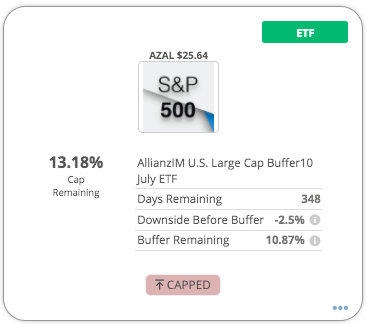 ETF
AZAL $25.64
S&P
500
13.18%
Cap
Remaining
AllianzIM U.S. Large Cap Buffer10
July ETF
Days Remaining 348
Downside Before Buffer -2.5%
Buffer Remaining 10.87%
CAPPED